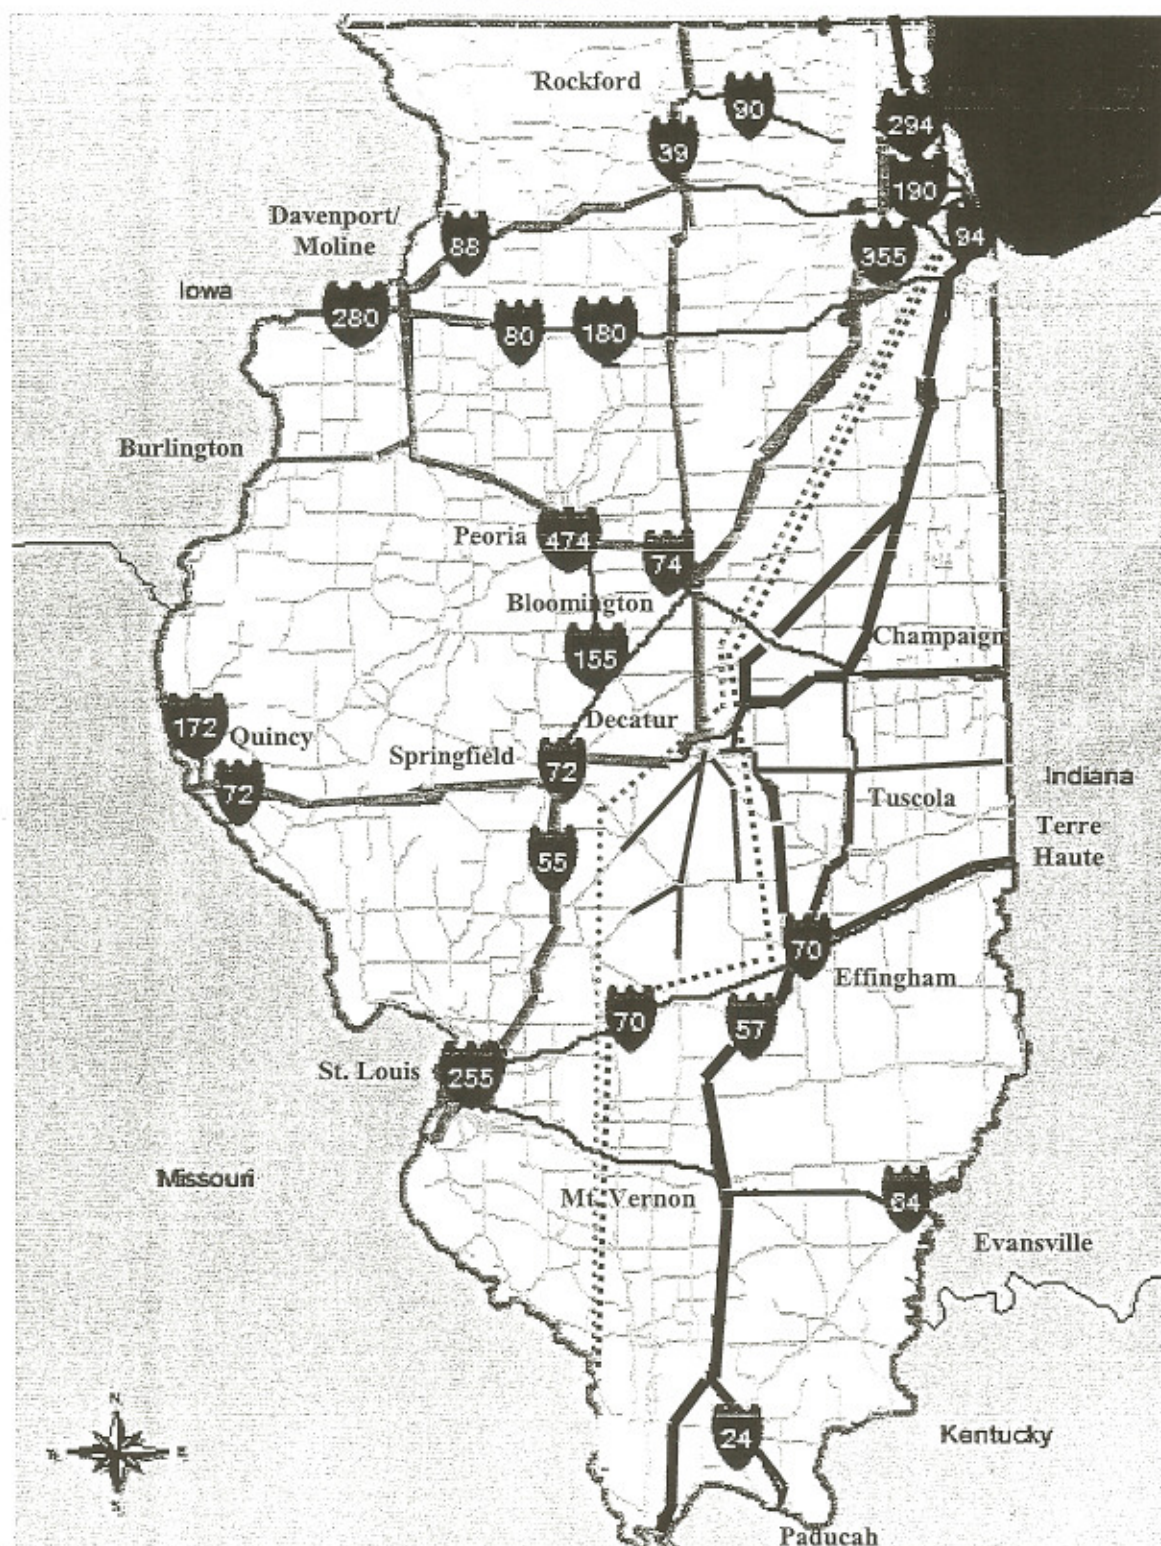 Rockford
90
294
39
190
Davenport/
Moline
88
94
355
Iowa
280
80
180
Burlington
Peoria
474
74
Bloomington
Champaign
155
172
Quincy
Decatur
Springfield
72
72
Indiana
Tuscola
Terre
Haute
55
70
Effingham
70
57
St. Louis
255
Missouri
Mt. Vernon
64
Evansville
N
E
S
24
Kentucky
Paducah